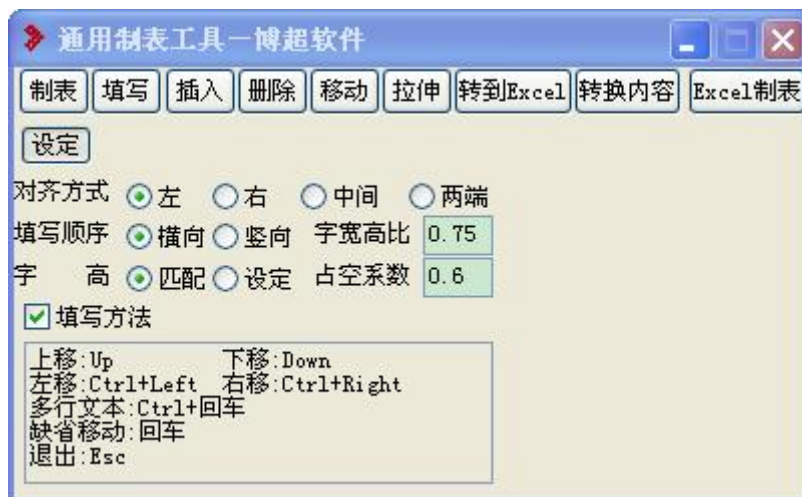 通用制表工具－博超软件
制表 填写 插入 删除 移动 拉伸 转到Excel 转换内容 Excel制表
设定
对齐方式 左 右 中间 两端
填写顺序 横向 竖向 字宽高比 0.75
字 高 匹配 设定 占空系数 0.6
填写方法
上移:Up 下移:Down
左移:Ctrl+Left 右移:Ctrl+Right
多行文本:Ctrl+回车
缺省移动:回车
退出:Esc